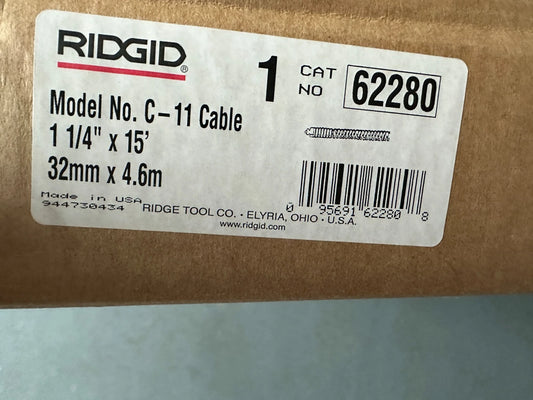 RIDGID®
1 CAT NO 62280
Model No. C-11 Cable
1 1/4" x 15'
32mm x 4.6m
Made in USA
944730434
RIDGE TOOL CO. · ELYRIA, OHIO · U.S.A.
www.ridgid.com
0 95691 62280 8